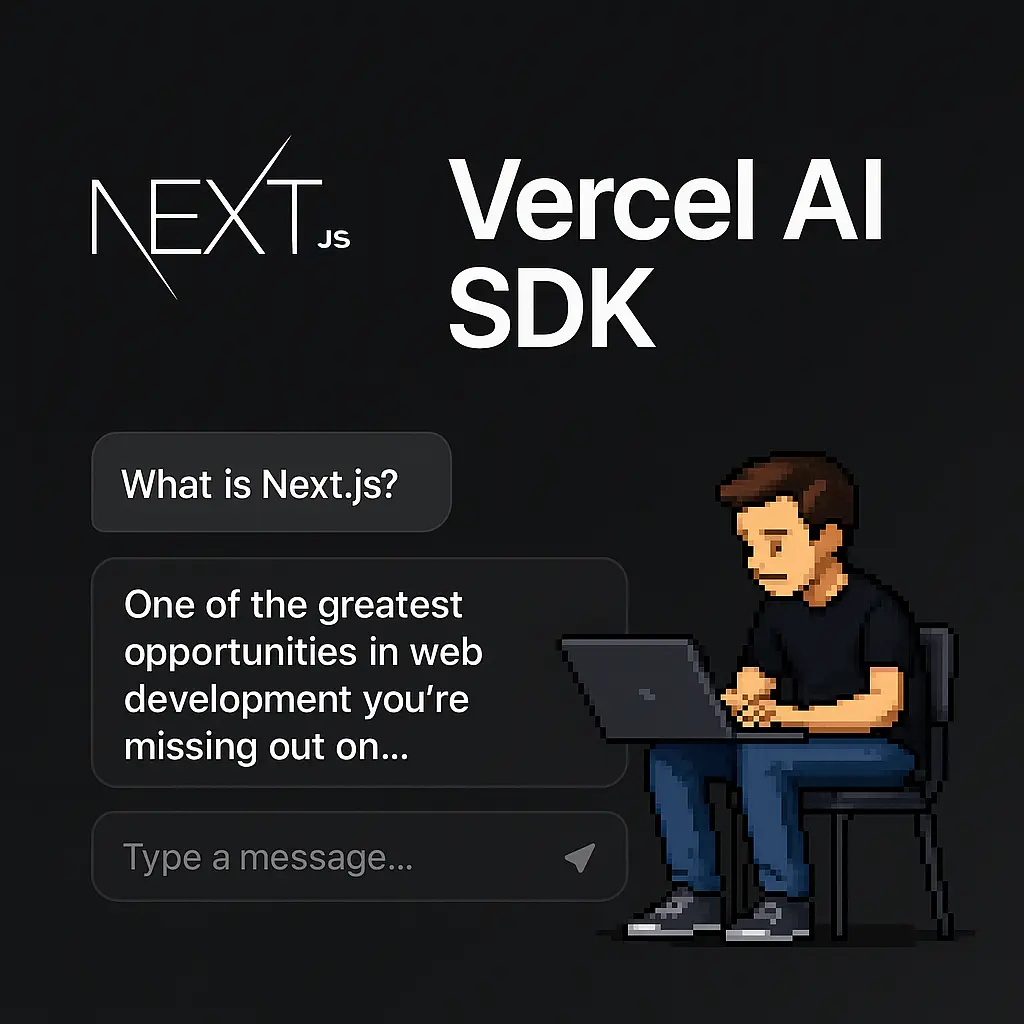 NEXT.JS
Vercel AI
SDK
What is Next.js?
One of the greatest
opportunities in web
development you’re
missing out on...
Type a message...